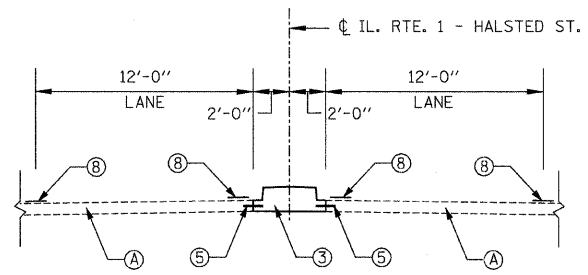 ℄ IL. RTE. 1 - HALSTED ST.
12'-0" 12'-0"
LANE LANE
2'-0" 2'-0"
8 8 8 8
A 5 3 5 A